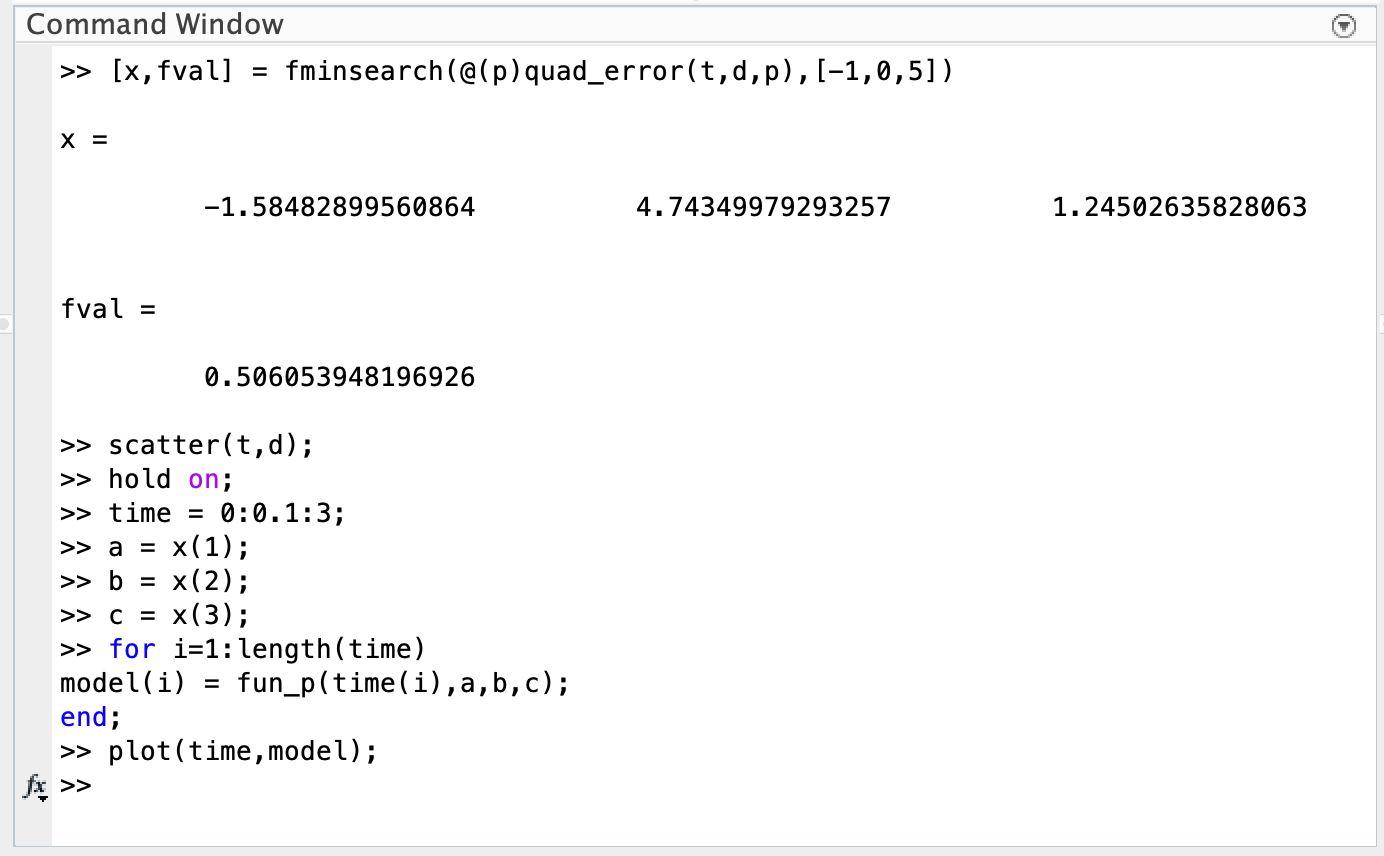 Command Window
>> [x,fval] = fminsearch(@(p)quad_error(t,d,p),[-1,0,5])
x =
-1.58482899560864 4.74349979293257 1.24502635828063
fval =
0.506053948196926
>> scatter(t,d);
>> hold on;
>> time = 0:0.1:3;
>> a = x(1);
>> b = x(2);
>> c = x(3);
>> for i=1:length(time)
model(i) = fun_p(time(i),a,b,c);
end;
>> plot(time,model);
fx >>